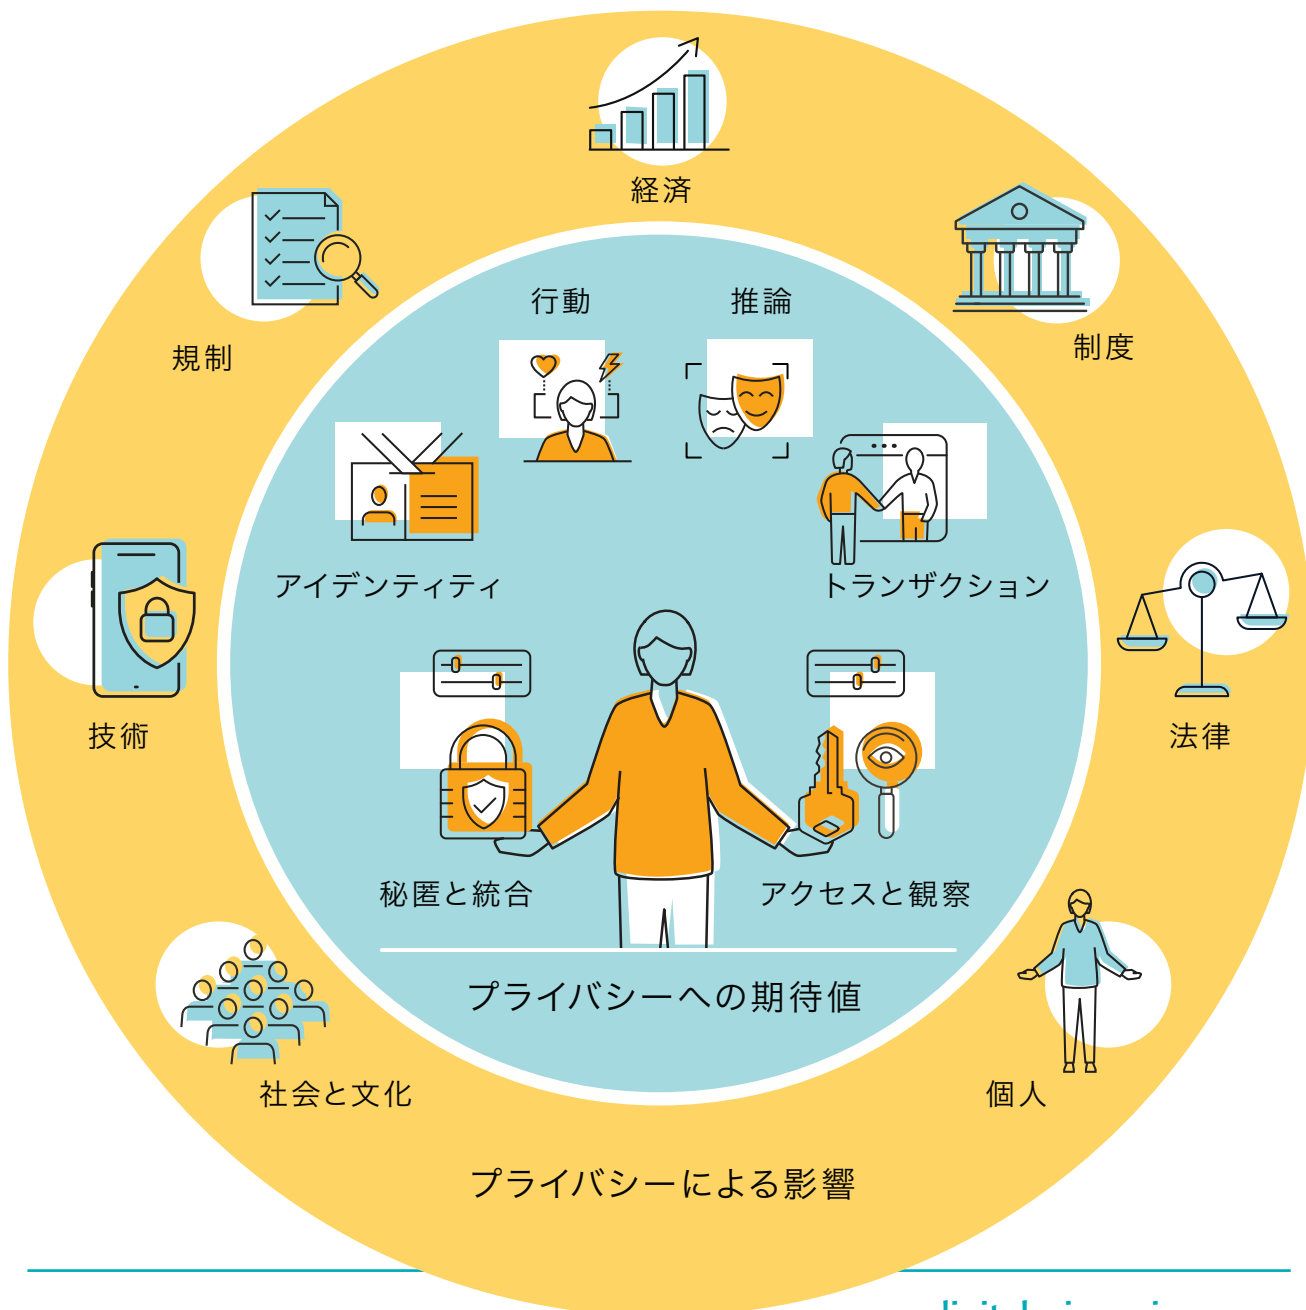 経済
規制
制度
行動
推論
アイデンティティ
トランザクション
技術
法律
秘匿と統合
アクセスと観察
プライバシーへの期待値
社会と文化
個人
プライバシーによる影響